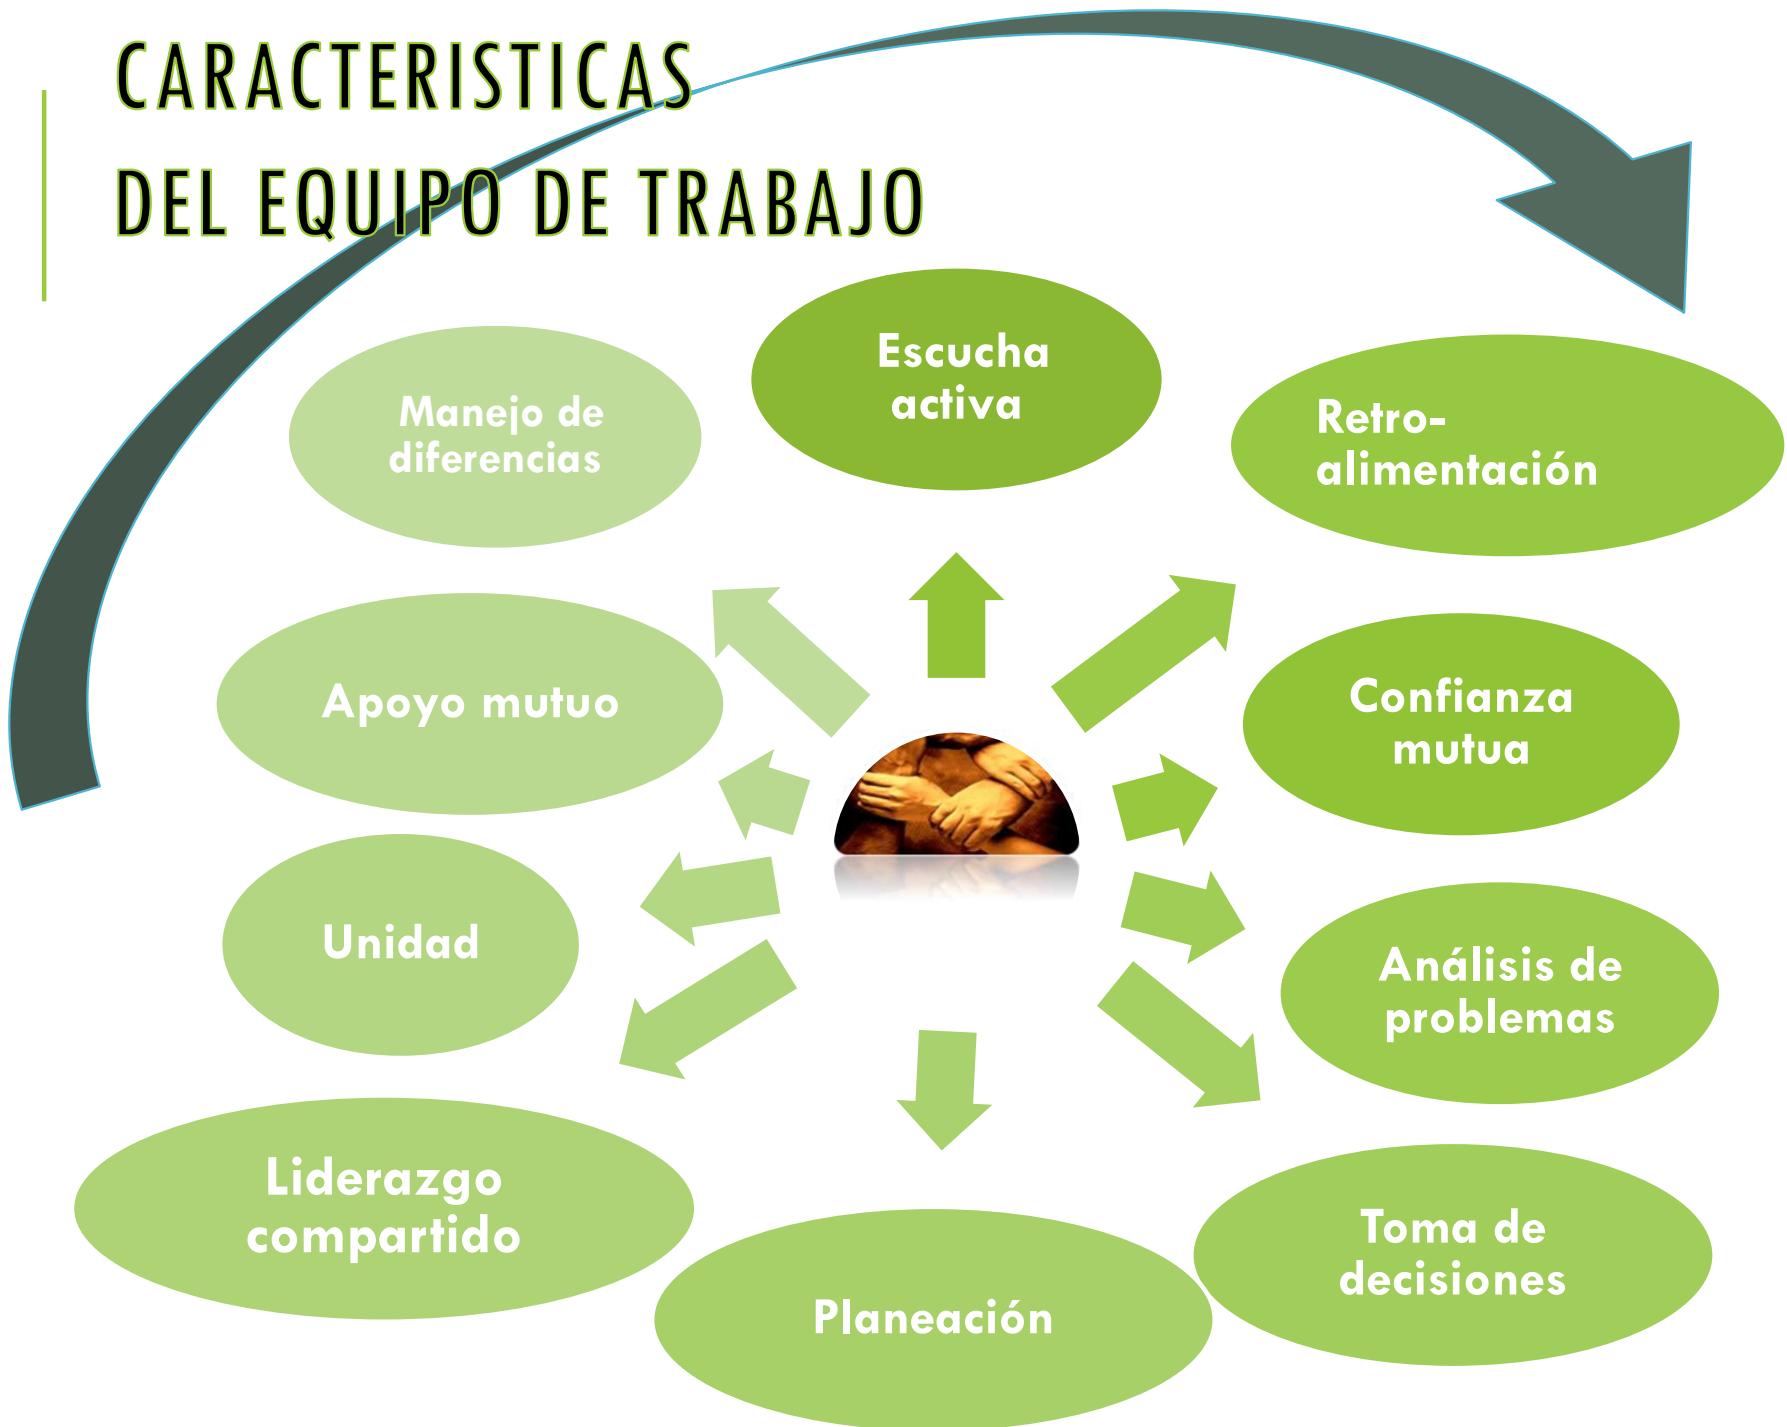 CARACTERISTICAS
DEL EQUIPO DE TRABAJO
Escucha
activa
Retro-
alimentación
Confianza
mutua
Análisis de
problemas
Toma de
decisiones
Planeación
Liderazgo
compartido
Unidad
Apoyo mutuo
Manejo de
diferencias